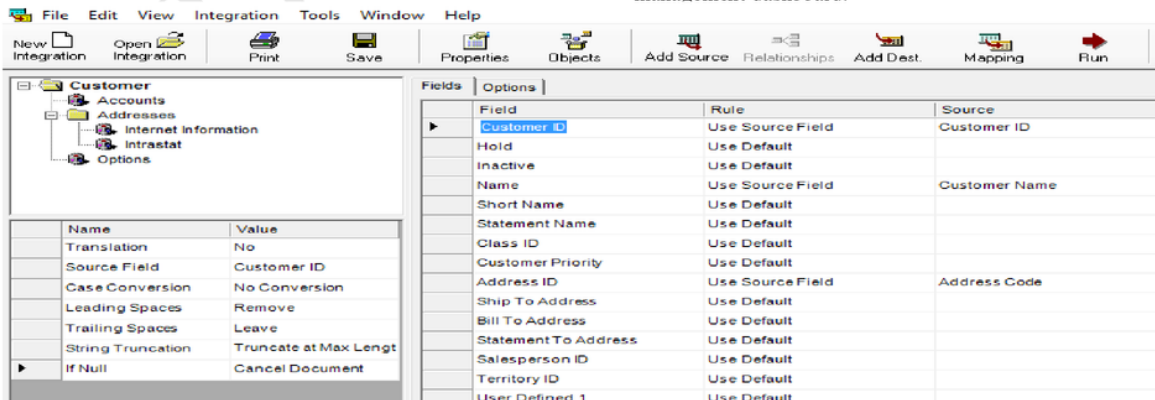 File Edit View Integration Tools Window Help
New Integration Open Integration Print Save Properties Objects Add Source Relationships Add Dest. Mapping Run
Customer
Accounts
Addresses
Internet Information
Intrastat
Options
Name Value
Translation No
Source Field Customer ID
Case Conversion No Conversion
Leading Spaces Remove
Trailing Spaces Leave
String Truncation Truncate at Max Lengt
If Null Cancel Document
Fields Options
Field Rule Source
Customer ID Use Source Field Customer ID
Hold Use Default
Inactive Use Default
Name Use Source Field Customer Name
Short Name Use Default
Statement Name Use Default
Class ID Use Default
Customer Priority Use Default
Address ID Use Source Field Address Code
Ship To Address Use Default
Bill To Address Use Default
Statement To Address Use Default
Salesperson ID Use Default
Territory ID Use Default
User Defined 1 Use Default